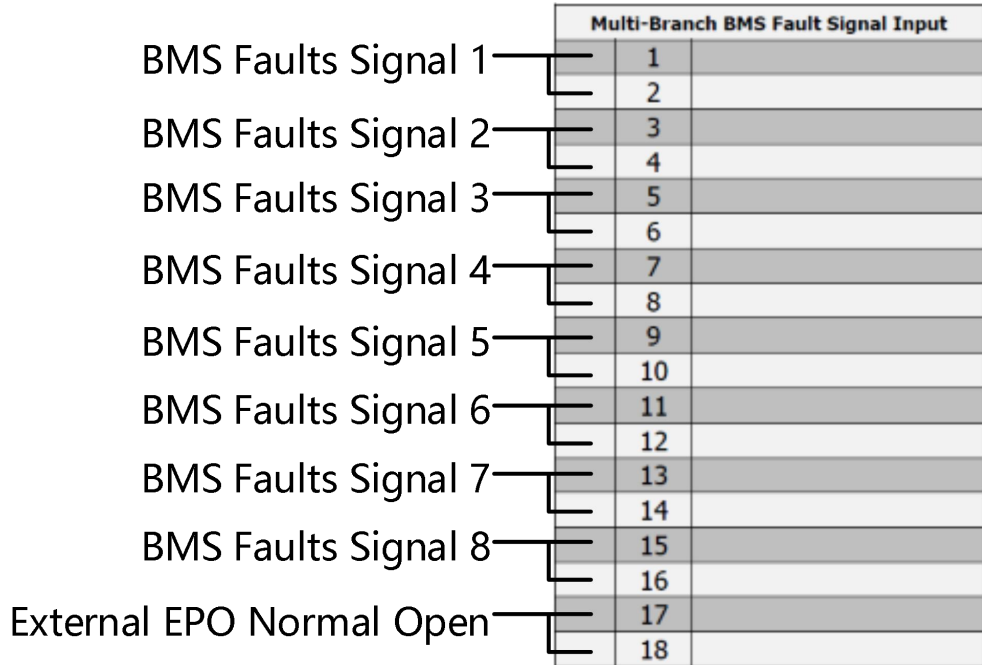 Multi-Branch BMS Fault Signal Input
BMS Faults Signal 1
1
2
BMS Faults Signal 2
3
4
BMS Faults Signal 3
5
6
BMS Faults Signal 4
7
8
BMS Faults Signal 5
9
10
BMS Faults Signal 6
11
12
BMS Faults Signal 7
13
14
BMS Faults Signal 8
15
16
External EPO Normal Open
17
18